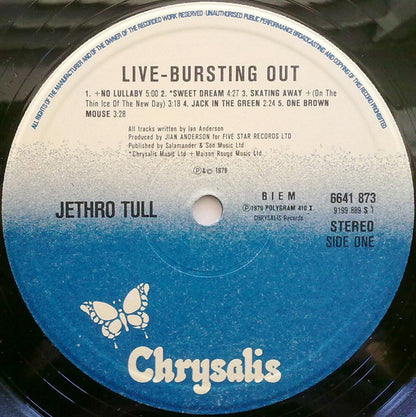 ALL RIGHTS OF THE MANUFACTURER AND OF THE OWNER OF THE RECORDED WORK RESERVED UNAUTHORISED PUBLIC PERFORMANCE BROADCASTING AND COPYING OF THIS RECORD PROHIBITED
LIVE-BURSTING OUT
1. +NO LULLABY 5:00 2. *SWEET DREAM 4:27 3. SKATING AWAY +(On The
Thin Ice Of The New Day) 3:18 4. JACK IN THE GREEN 2:24 5. ONE BROWN
MOUSE 3:28
All tracks written by Ian Anderson
Produced by JIAN ANDERSON for FIVE STAR RECORDS LTD
Published by Salamander & Son Music Ltd
*Chrysalis Music Ltd + Maison Rouge Music Ltd
Ⓟ&© 1979
JETHRO TULL
BIEM
Ⓟ1979 POLYGRAM 410 X
CHRYSALIS Records
6641 873
9199 889 S 1
STEREO
SIDE ONE
Chrysalis